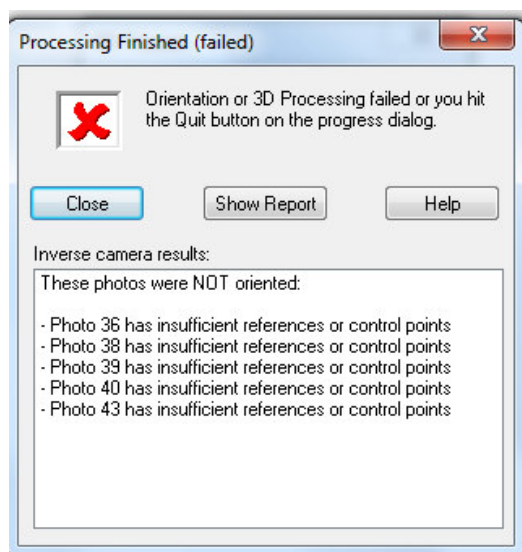 Processing Finished (failed)
Orientation or 3D Processing failed or you hit
the Quit button on the progress dialog.
Close
Show Report
Help
Inverse camera results:
These photos were NOT oriented:
- Photo 36 has insufficient references or control points
- Photo 38 has insufficient references or control points
- Photo 39 has insufficient references or control points
- Photo 40 has insufficient references or control points
- Photo 43 has insufficient references or control points